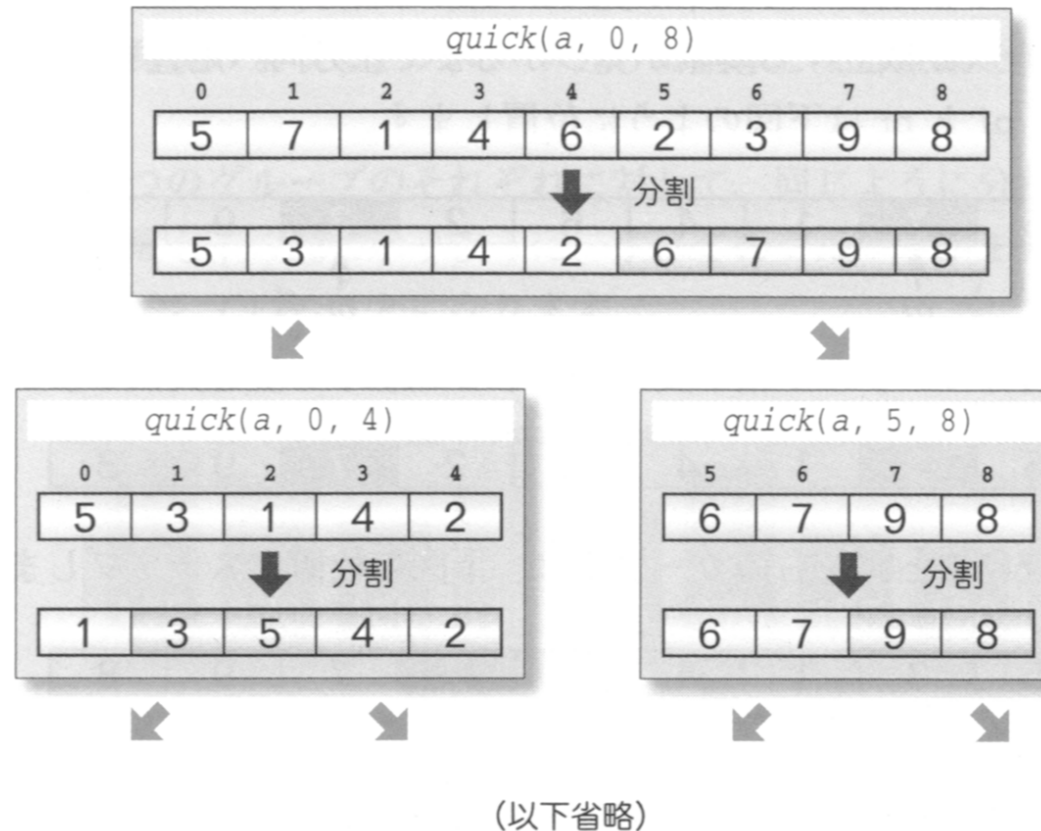 quick(a, 0, 8)
0 1 2 3 4 5 6 7 8
5 7 1 4 6 2 3 9 8
分割
5 3 1 4 2 6 7 9 8
quick(a, 0, 4)
0 1 2 3 4
5 3 1 4 2
分割
1 3 5 4 2
quick(a, 5, 8)
5 6 7 8
6 7 9 8
分割
6 7 9 8
(以下省略)